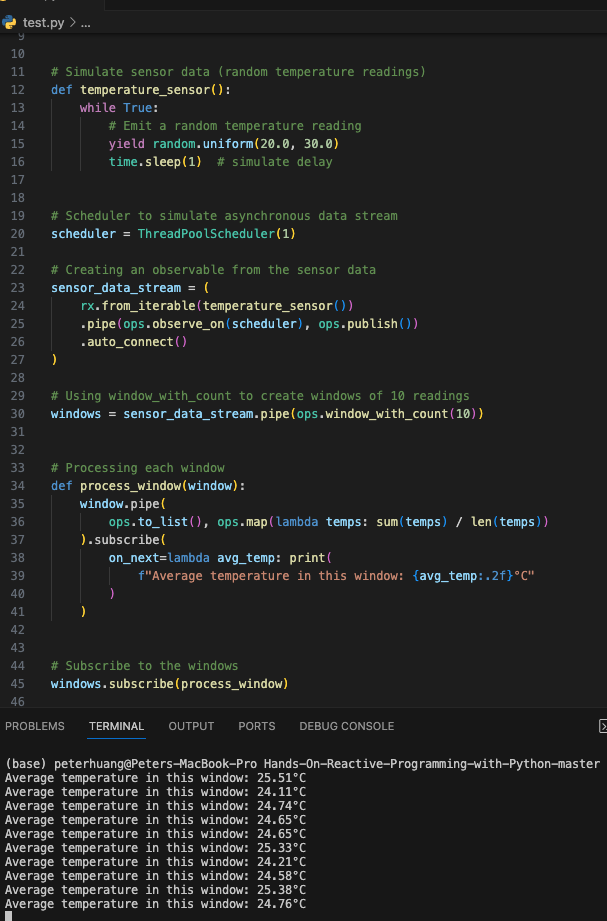 test.py > ...
9
10
11 # Simulate sensor data (random temperature readings)
12 def temperature_sensor():
13     while True:
14         # Emit a random temperature reading
15         yield random.uniform(20.0, 30.0)
16         time.sleep(1)  # simulate delay
17
18
19 # Scheduler to simulate asynchronous data stream
20 scheduler = ThreadPoolScheduler(1)
21
22 # Creating an observable from the sensor data
23 sensor_data_stream = (
24     rx.from_iterable(temperature_sensor())
25     .pipe(ops.observe_on(scheduler), ops.publish())
26     .auto_connect()
27 )
28
29 # Using window_with_count to create windows of 10 readings
30 windows = sensor_data_stream.pipe(ops.window_with_count(10))
31
32
33 # Processing each window
34 def process_window(window):
35     window.pipe(
36         ops.to_list(), ops.map(lambda temps: sum(temps) / len(temps))
37     ).subscribe(
38         on_next=lambda avg_temp: print(
39             f"Average temperature in this window: {avg_temp:.2f}°C"
40         )
41     )
42
43
44 # Subscribe to the windows
45 windows.subscribe(process_window)
46
PROBLEMS TERMINAL OUTPUT PORTS DEBUG CONSOLE
(base) peterhuang@Peters-MacBook-Pro Hands-On-Reactive-Programming-with-Python-master
Average temperature in this window: 25.51°C
Average temperature in this window: 24.11°C
Average temperature in this window: 24.74°C
Average temperature in this window: 24.65°C
Average temperature in this window: 24.65°C
Average temperature in this window: 25.33°C
Average temperature in this window: 24.21°C
Average temperature in this window: 24.58°C
Average temperature in this window: 25.38°C
Average temperature in this window: 24.76°C